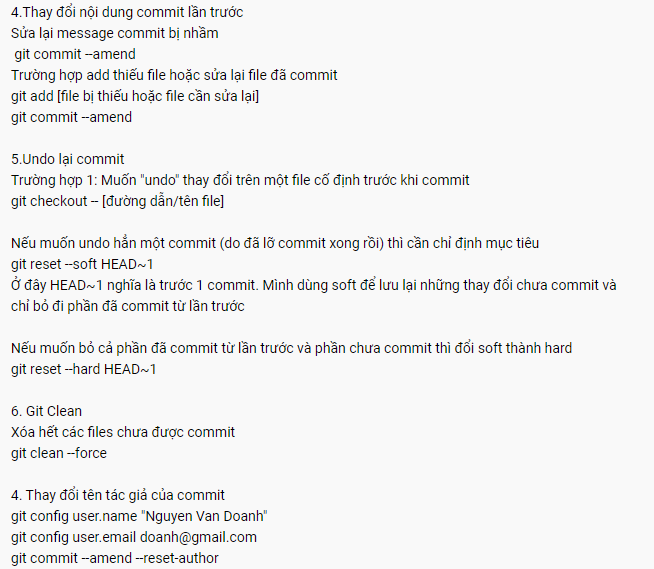 4.Thay đổi nội dung commit lần trước
Sửa lại message commit bị nhầm
git commit --amend
Trường hợp add thiếu file hoặc sửa lại file đã commit
git add [file bị thiếu hoặc file cần sửa lại]
git commit --amend
5.Undo lại commit
Trường hợp 1: Muốn "undo" thay đổi trên một file cố định trước khi commit
git checkout -- [đường dẫn/tên file]
Nếu muốn undo hẳn một commit (do đã lỡ commit xong rồi) thì cần chỉ định mục tiêu
git reset --soft HEAD~1
Ở đây HEAD~1 nghĩa là trước 1 commit. Mình dùng soft để lưu lại những thay đổi chưa commit và
chỉ bỏ đi phần đã commit từ lần trước
Nếu muốn bỏ cả phần đã commit từ lần trước và phần chưa commit thì đổi soft thành hard
git reset --hard HEAD~1
6. Git Clean
Xóa hết các files chưa được commit
git clean --force
4. Thay đổi tên tác giả của commit
git config user.name "Nguyen Van Doanh"
git config user.email doanh@gmail.com
git commit --amend --reset-author